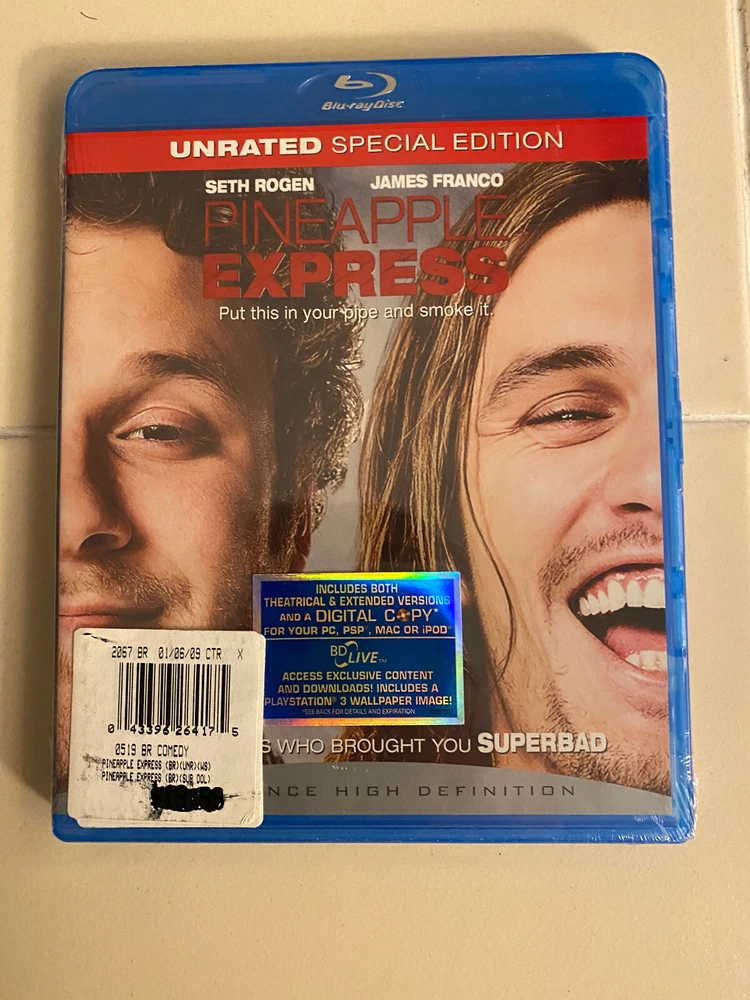 Blu-ray Disc
UNRATED SPECIAL EDITION
SETH ROGEN JAMES FRANCO
PINEAPPLE
EXPRESS
Put this in your pipe and smoke it.
INCLUDES BOTH
THEATRICAL & EXTENDED VERSIONS
AND A DIGITAL COPY*
FOR YOUR PC, PSP®, MAC OR iPOD®
BD LIVE™
ACCESS EXCLUSIVE CONTENT
AND DOWNLOADS! INCLUDES A
PLAYSTATION® 3 WALLPAPER IMAGE!
*SEE BACK FOR DETAILS AND EXPIRATION
2067 BR 01/06/09 CTR X
0 43396 26417 5
0519 BR COMEDY
PINEAPPLE EXPRESS (BR)(UNR)(WS)
PINEAPPLE EXPRESS (BR)(SUB DOL)
S WHO BROUGHT YOU SUPERBAD
NCE HIGH DEFINITION